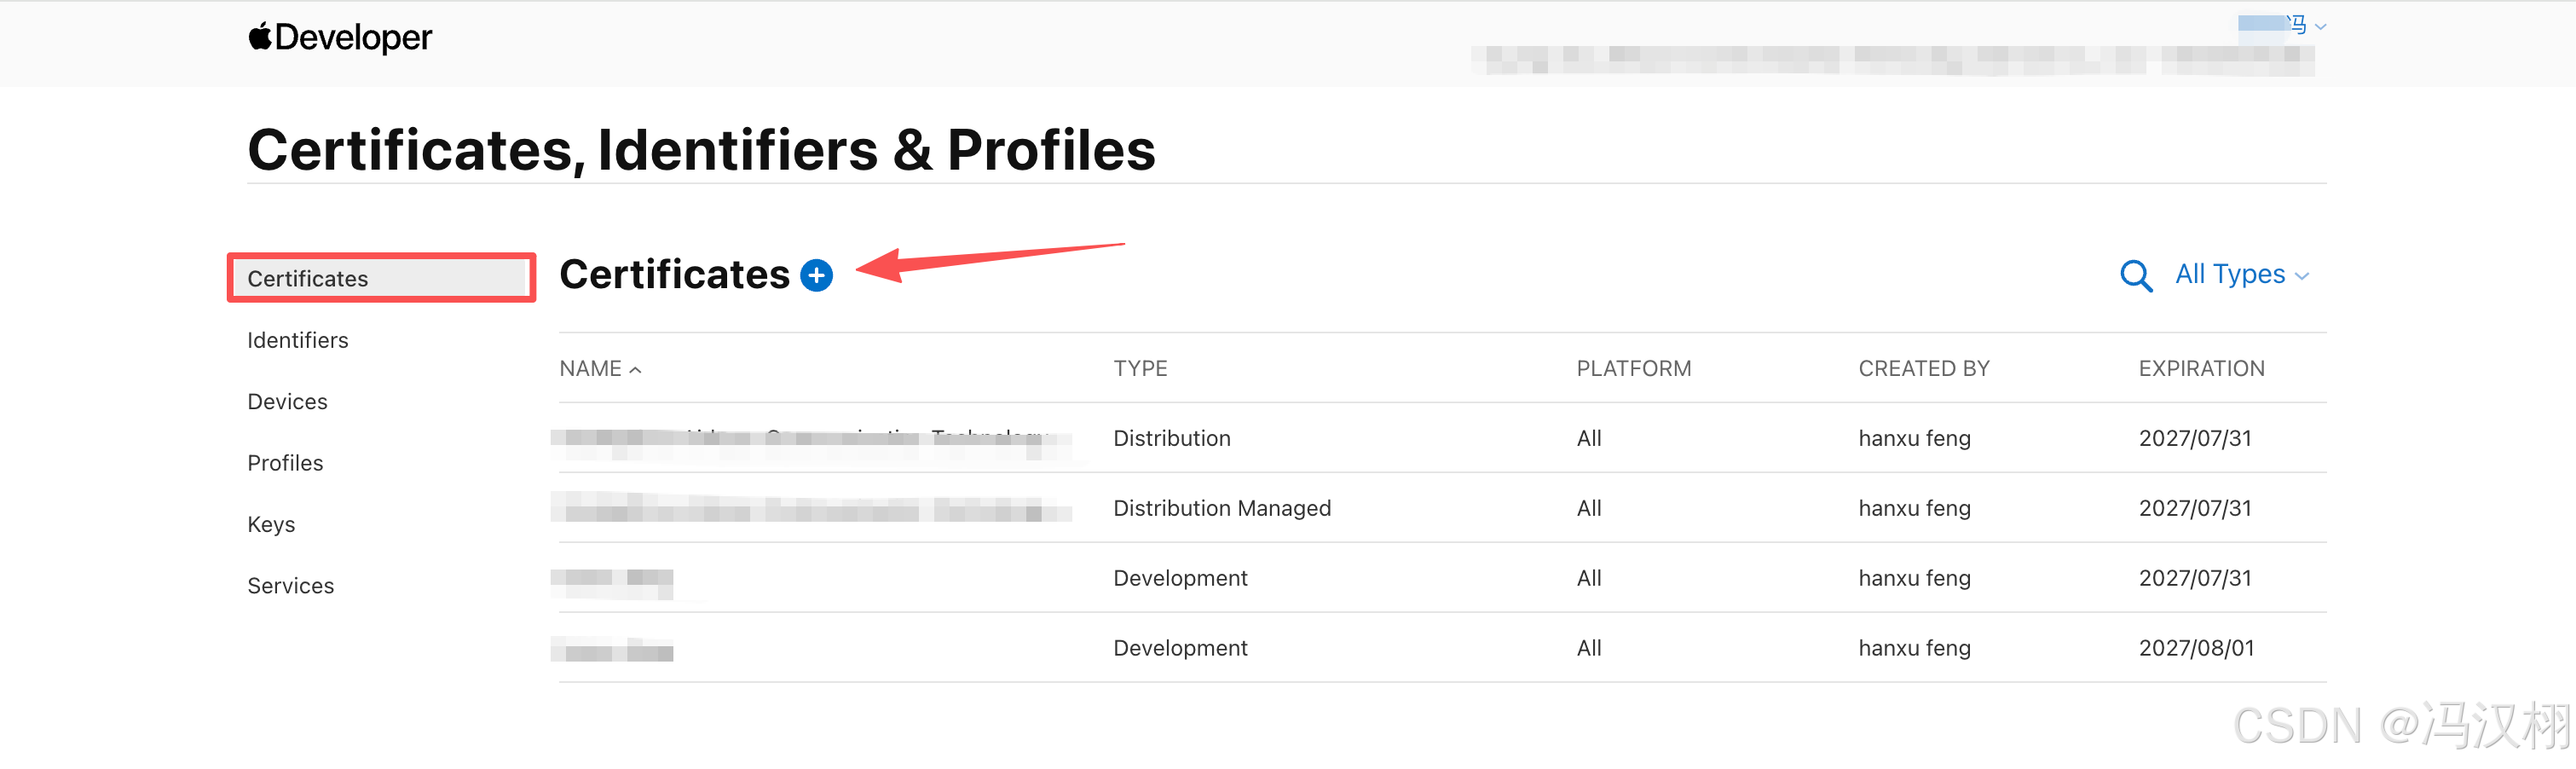 Developer
冯
Certificates, Identifiers & Profiles
Certificates
Identifiers
Devices
Profiles
Keys
Services
Certificates
All Types
NAME TYPE PLATFORM CREATED BY EXPIRATION
Distribution All hanxu feng 2027/07/31
Distribution Managed All hanxu feng 2027/07/31
Development All hanxu feng 2027/07/31
Development All hanxu feng 2027/08/01
CSDN @冯汉栩